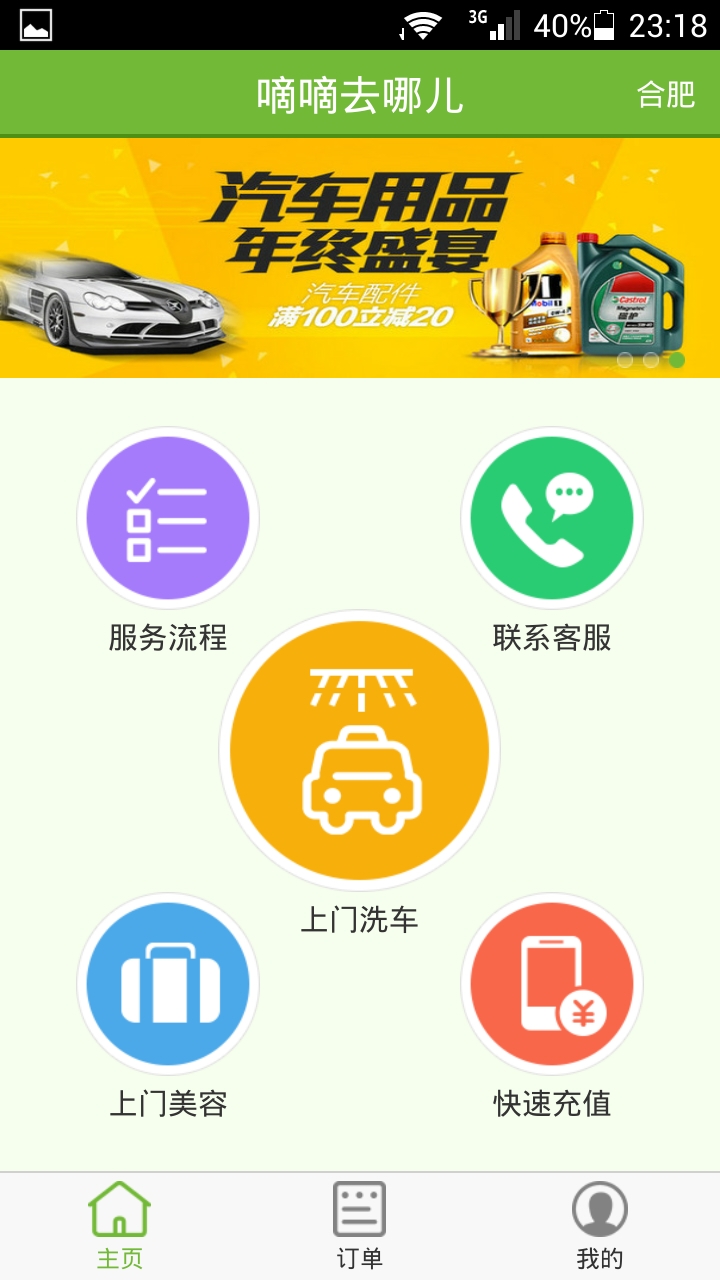 3G 40% 23:18
嘀嘀去哪儿
合肥
汽车用品
年终盛宴
汽车配件
满100立减20
Mobil
Castrol
Magnatec
磁护
服务流程
联系客服
上门洗车
上门美容
快速充值
主页
订单
我的